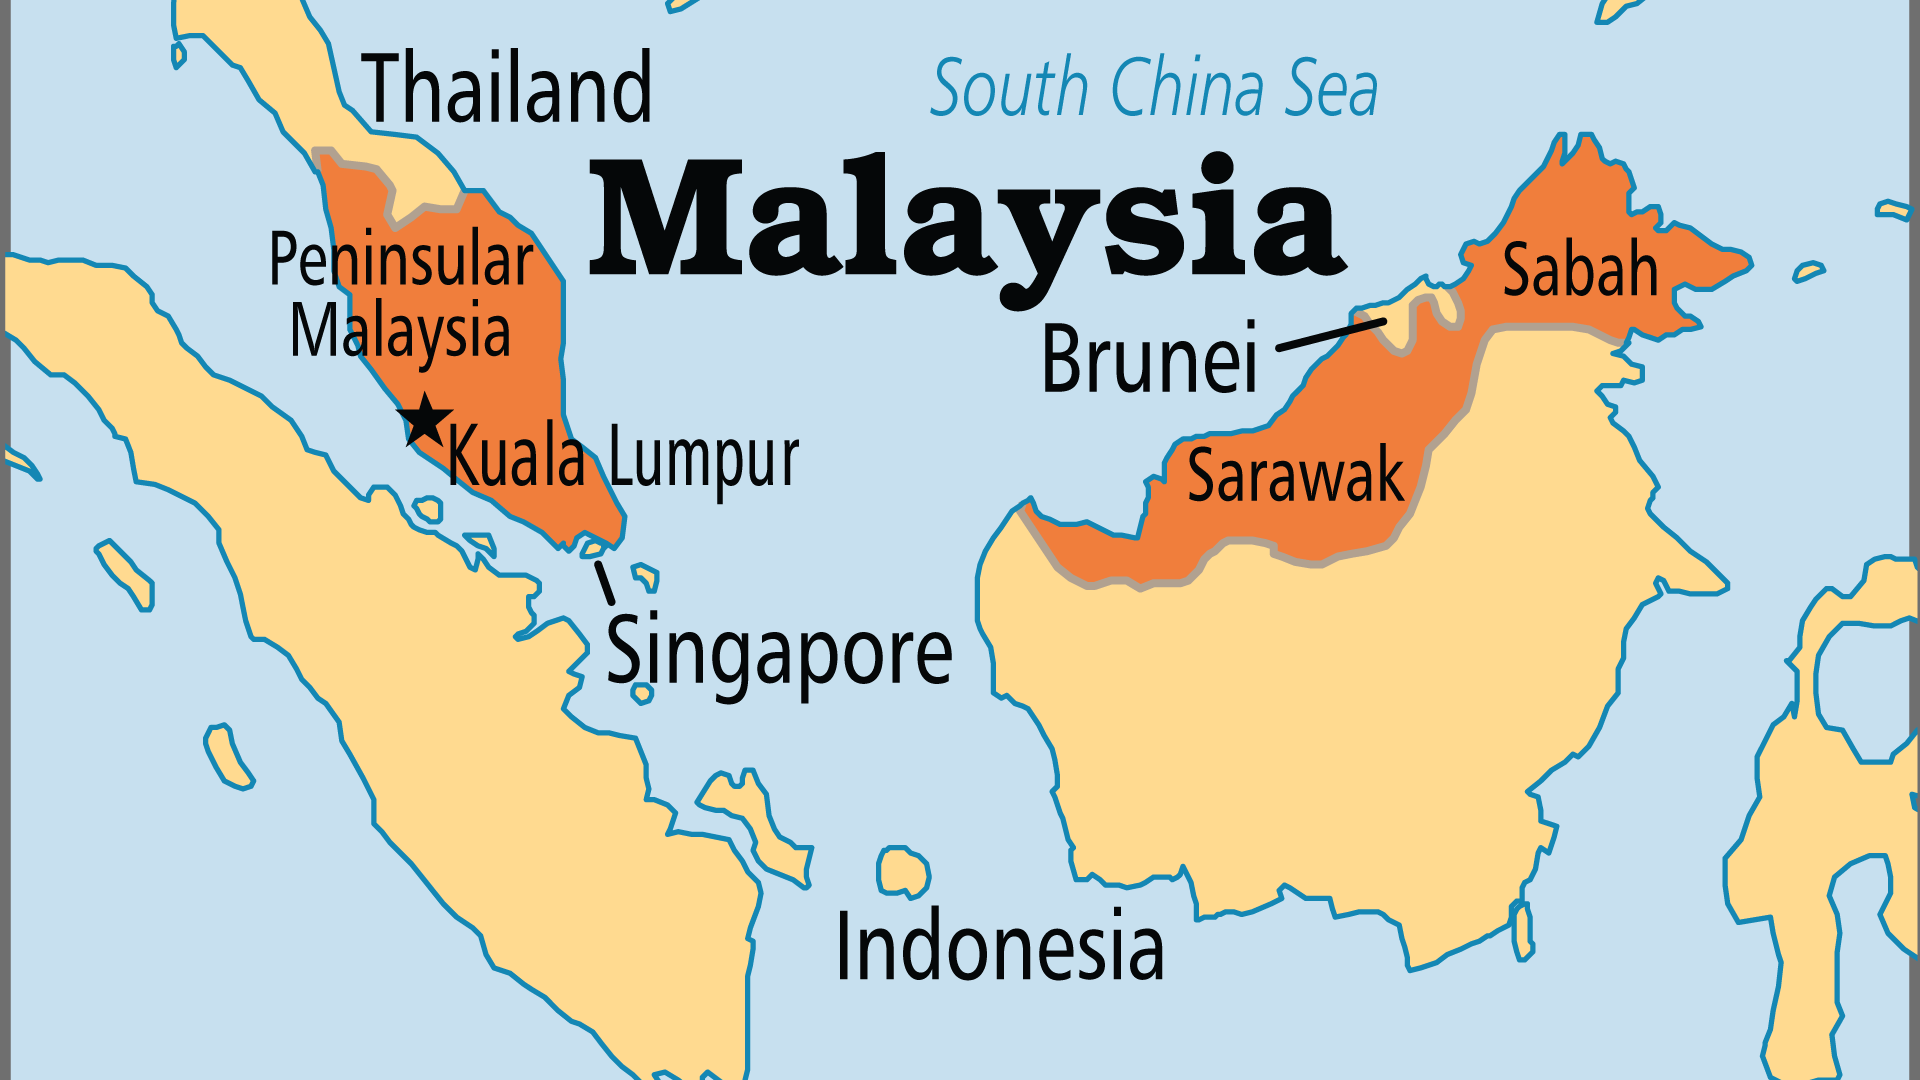 Thailand
South China Sea
Malaysia
Peninsular
Malaysia
Sabah
Brunei
Kuala Lumpur
Sarawak
Singapore
Indonesia